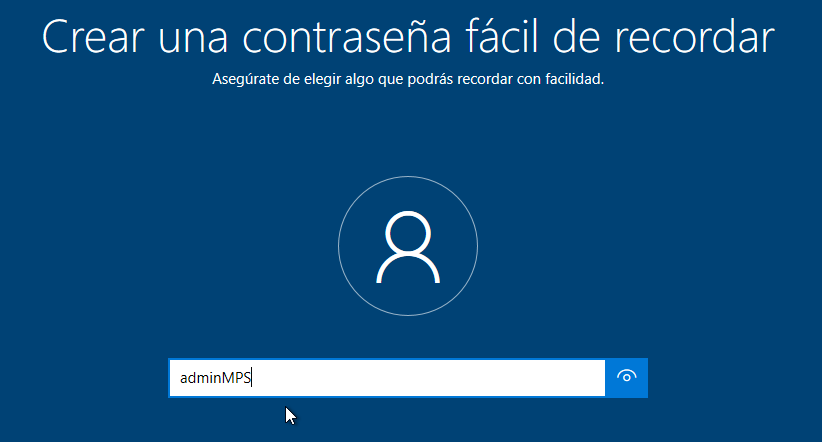 Crear una contraseña fácil de recordar
Asegúrate de elegir algo que podrás recordar con facilidad.
adminMPS